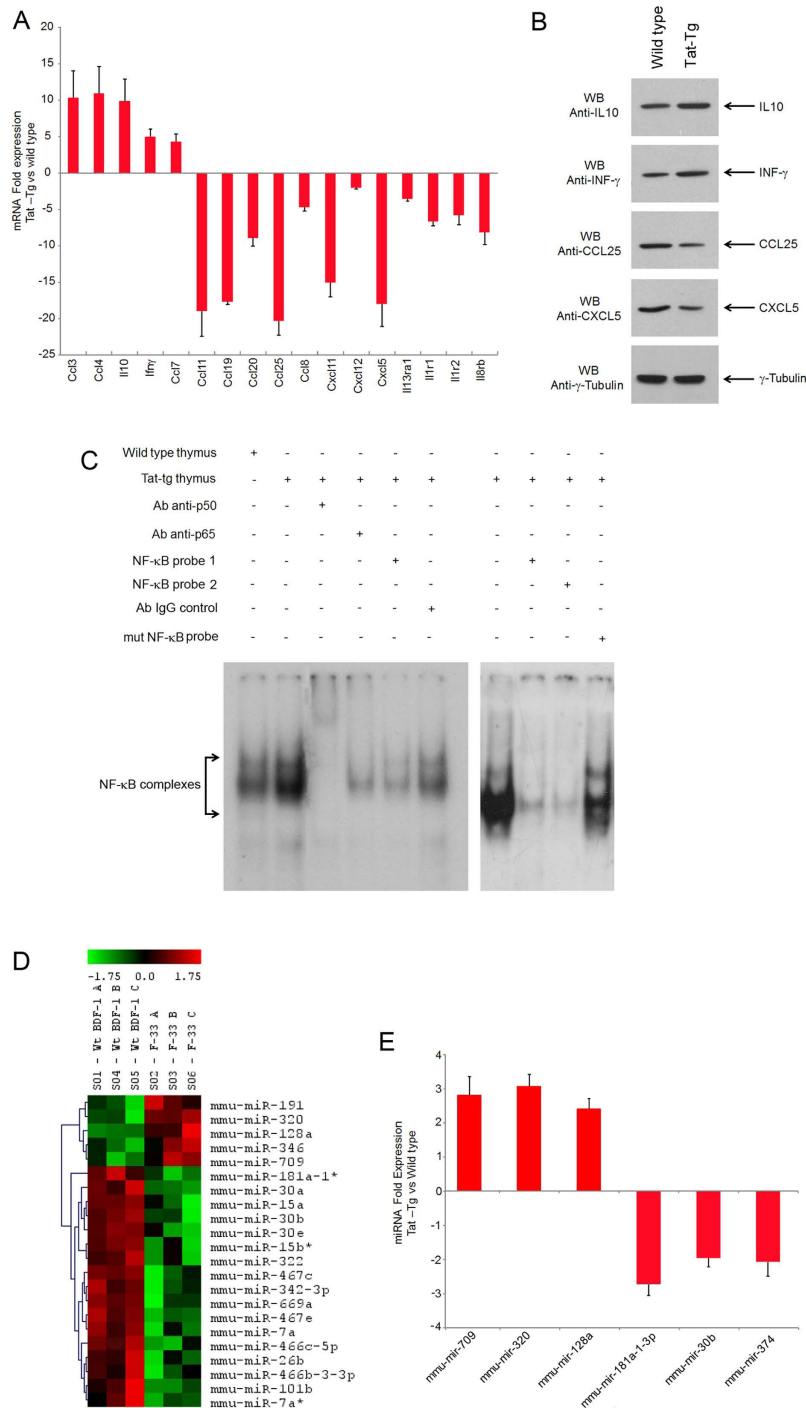 A
mRNA Fold expression
Tat –Tg vs wild type
20
15
10
5
0
-5
-10
-15
-20
-25
Ccl3
Ccl4
Il10
Ifnγ
Ccl7
Ccl11
Ccl19
Ccl20
Ccl25
Ccl8
Cxcl11
Cxcl12
Cxcl5
Il13ra1
Il1r1
Il1r2
Il8rb
B
Wild type
Tat-Tg
WB
Anti-IL10
IL10
WB
Anti-INF-γ
INF-γ
WB
Anti-CCL25
CCL25
WB
Anti-CXCL5
CXCL5
WB
Anti-γ-Tubulin
γ-Tubulin
C
Wild type thymus + - - - - - - - - -
Tat-tg thymus - + + + + + + + + +
Ab anti-p50 - - + - - - - - - -
Ab anti-p65 - - - + - - - - - -
NF-κB probe 1 - - - - + - - + - -
NF-κB probe 2 - - - - - - - - + -
Ab IgG control - - - - - + - - - -
mut NF-κB probe - - - - - - - - - +
NF-κB complexes
D
-1.75 0.0 1.75
S01 - Wt BDF-1 A
S04 - Wt BDF-1 B
S05 - Wt BDF-1 C
S02 - F-33 A
S03 - F-33 B
S06 - F-33 C
mmu-miR-191
mmu-miR-320
mmu-miR-128a
mmu-miR-346
mmu-miR-709
mmu-miR-181a-1*
mmu-miR-30a
mmu-miR-15a
mmu-miR-30b
mmu-miR-30e
mmu-miR-15b*
mmu-miR-322
mmu-miR-467c
mmu-miR-342-3p
mmu-miR-669a
mmu-miR-467e
mmu-miR-7a
mmu-miR-466c-5p
mmu-miR-26b
mmu-miR-466b-3-3p
mmu-miR-101b
mmu-miR-7a*
E
miRNA Fold Expression
Tat –Tg vs Wild type
4
3
2
1
0
-1
-2
-3
-4
mmu-mir-709
mmu-mir-320
mmu-mir-128a
mmu-mir-181a-1-3p
mmu-mir-30b
mmu-mir-374